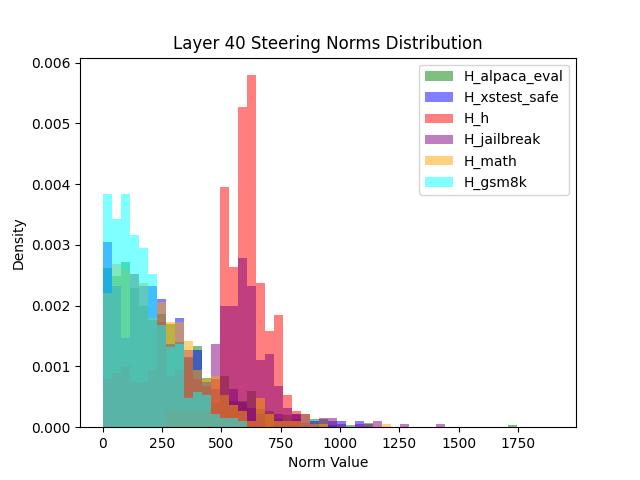 Layer 40 Steering Norms Distribution
H_alpaca_eval
H_xstest_safe
H_h
H_jailbreak
H_math
H_gsm8k
Density
0.006
0.005
0.004
0.003
0.002
0.001
0.000
0 250 500 750 1000 1250 1500 1750
Norm Value